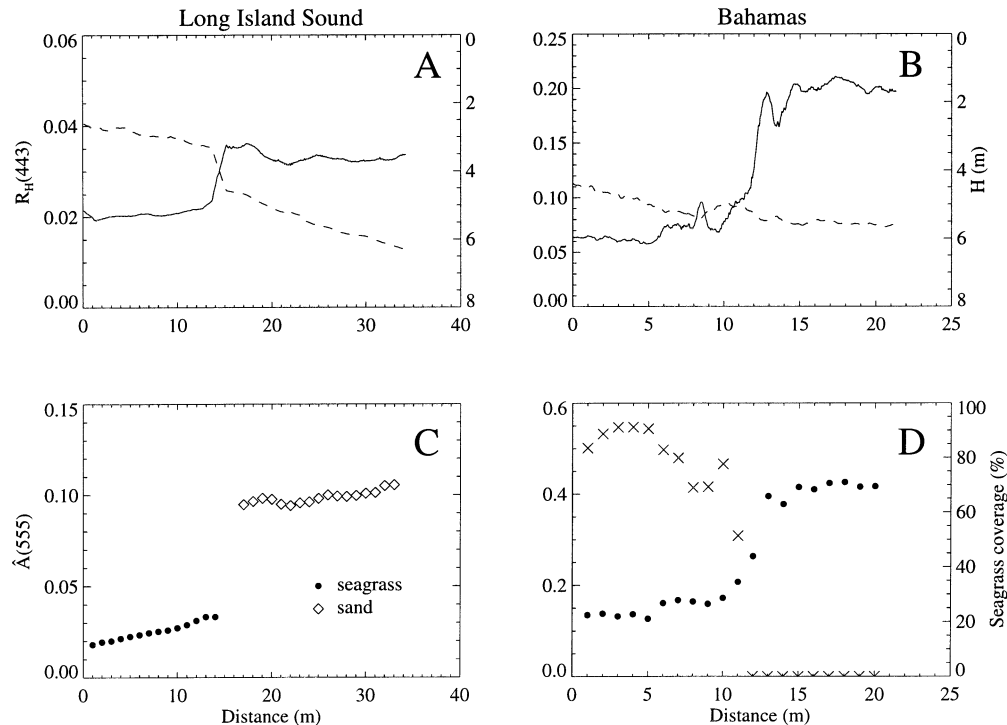 Long Island Sound
Bahamas
A
B
R_H(443)
0.06
0.04
0.02
0.00
0
2
4
6
8
0.25
0.20
0.15
0.10
0.05
0.00
0
2
4
6
8
H (m)
0 10 20 30 40
0 5 10 15 20 25
C
D
Â(555)
0.15
0.10
0.05
0.00
seagrass
sand
0.6
0.4
0.2
0.0
100
80
60
40
20
0
Seagrass coverage (%)
0 10 20 30 40
0 5 10 15 20 25
Distance (m)
Distance (m)